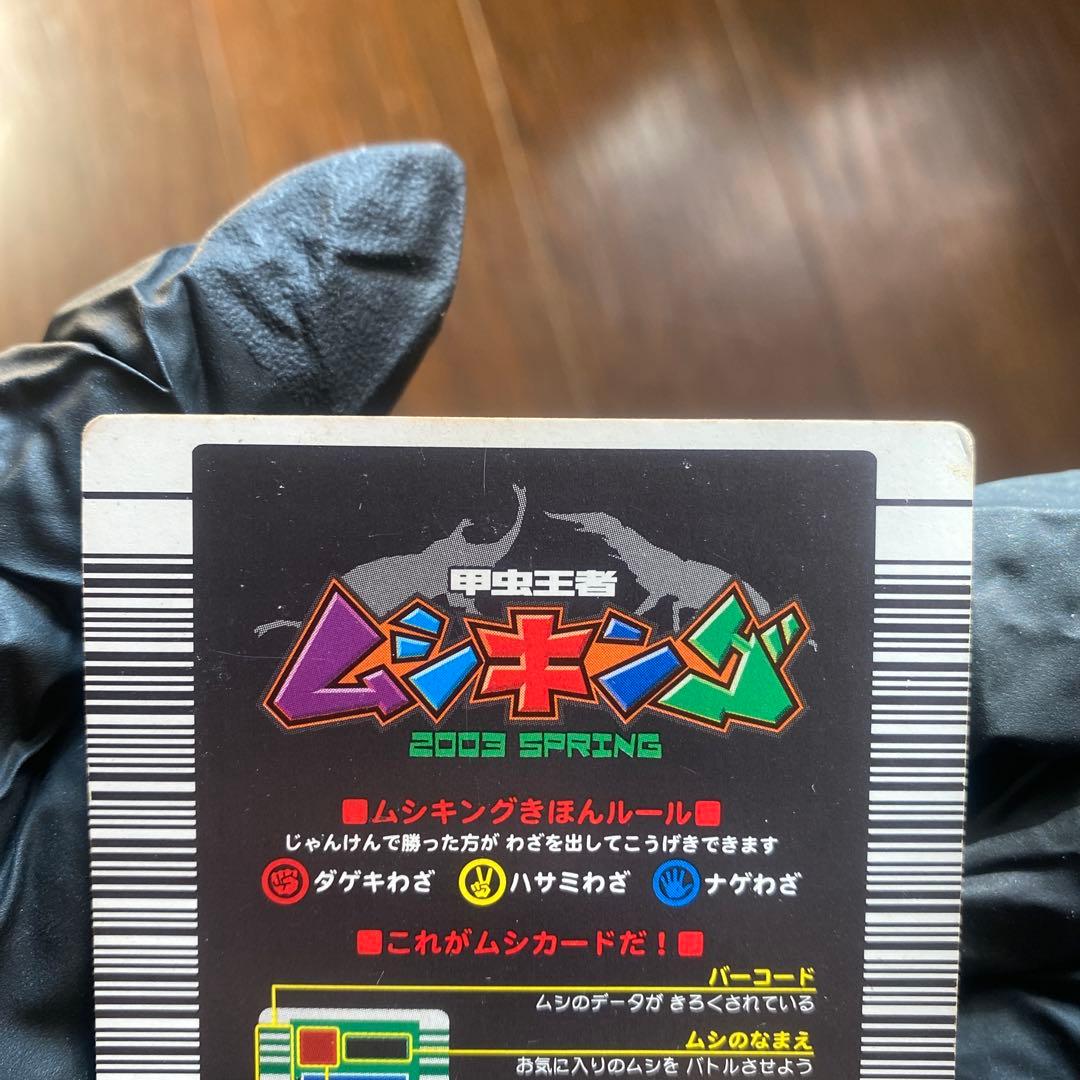 甲虫王者
ムシキング
2003 SPRING
■ムシキングきほんルール■
じゃんけんで勝った方が わざを出してこうげきできます
ダゲキわざ ハサミわざ ナゲわざ
■これがムシカードだ!■
バーコード
ムシのデータが きろくされている
ムシのなまえ
お気に入りのムシを バトルさせよう